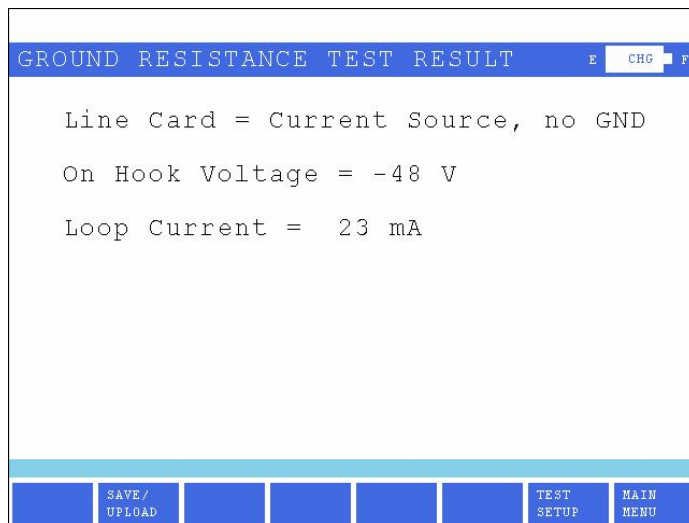 GROUND RESISTANCE TEST RESULT E CHG F
Line Card = Current Source, no GND
On Hook Voltage = -48 V
Loop Current = 23 mA
SAVE/
UPLOAD
TEST
SETUP
MAIN
MENU